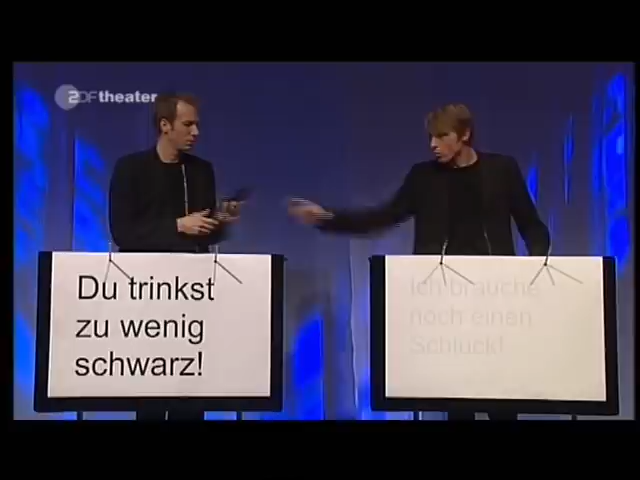 ZDFtheater
Du trinkst
zu wenig
schwarz!
Ich brauche
noch einen
Schluck!